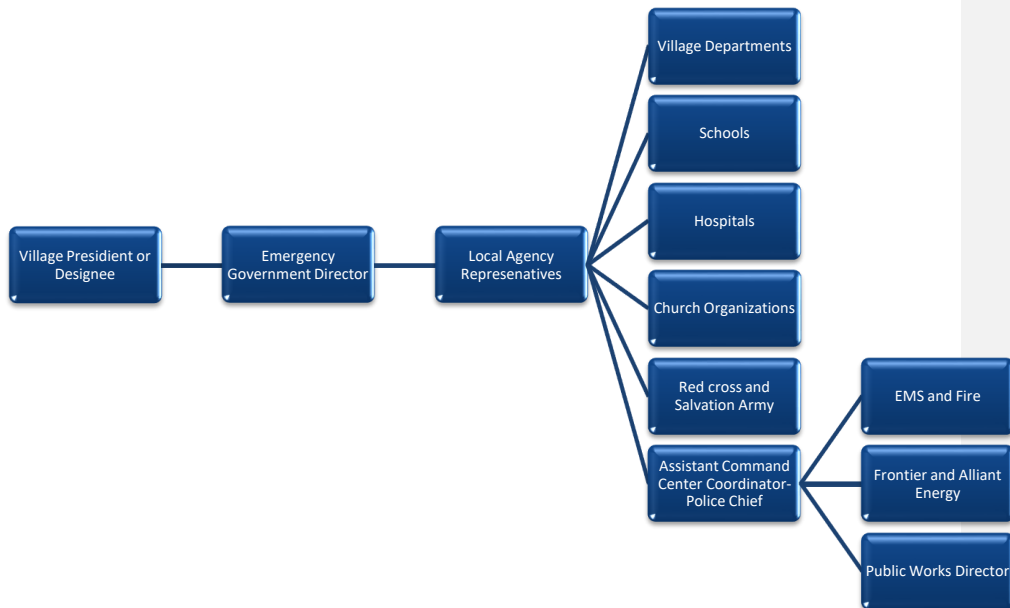 Village Departments
Schools
Hospitals
Village Presidient or
Designee
Emergency
Government Director
Local Agency
Represenatives
Church Organizations
Red cross and
Salvation Army
Assistant Command
Center Coordinator-
Police Chief
EMS and Fire
Frontier and Alliant
Energy
Public Works Director